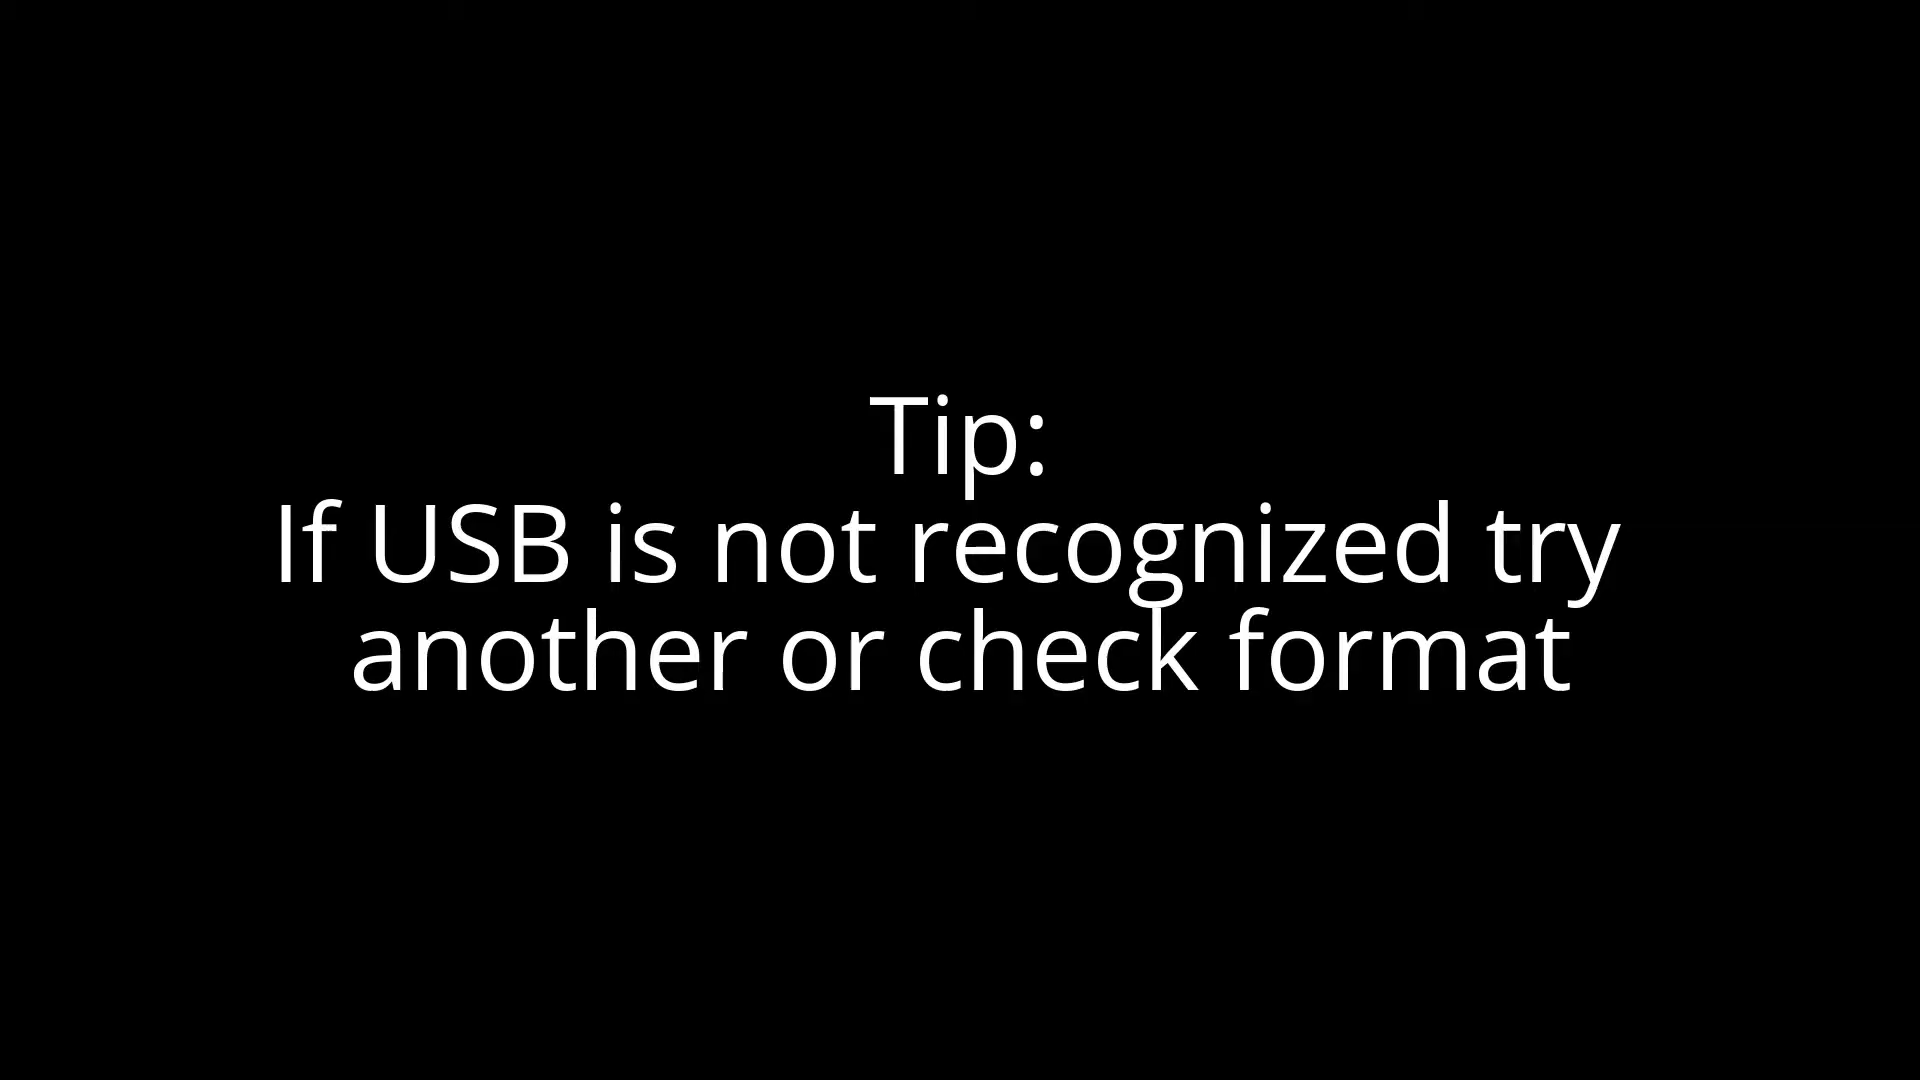 Tip:
If USB is not recognized try
another or check format